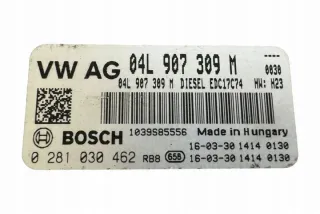 ----
VW AG 04L 907 309 M 0030
04L 907 309 M DIESEL EDC17C74 HW: H23
BOSCH 1039S85556 Made in Hungary
16-03-30 1414 0130
0 281 030 462 RB8 658 16-03-30 1414 0130